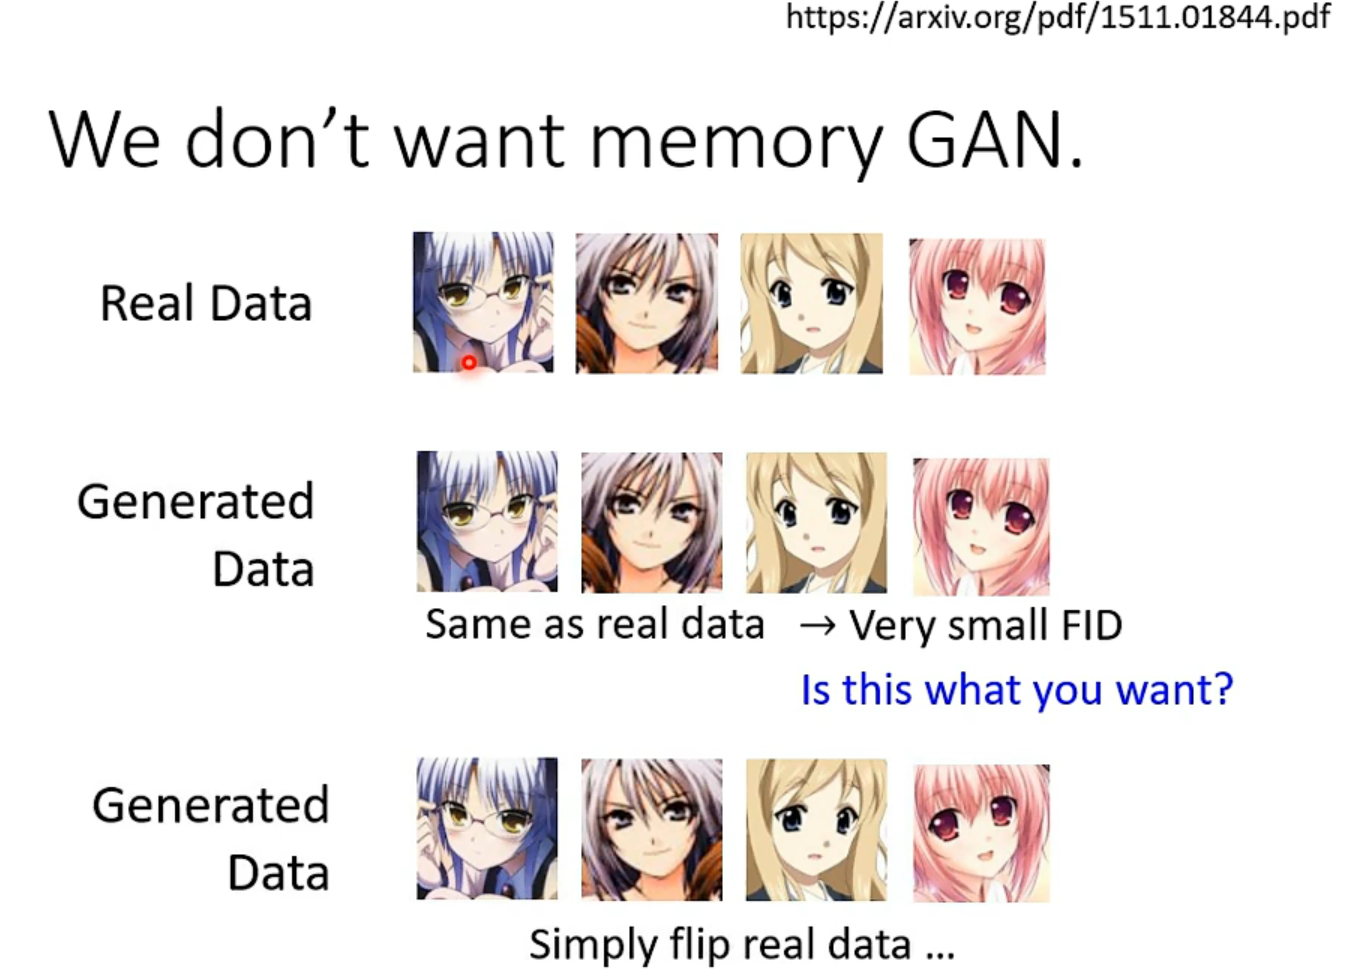 https://arxiv.org/pdf/1511.01844.pdf
We don’t want memory GAN.
Real Data
Generated
Data
Same as real data → Very small FID
Is this what you want?
Generated
Data
Simply flip real data ...